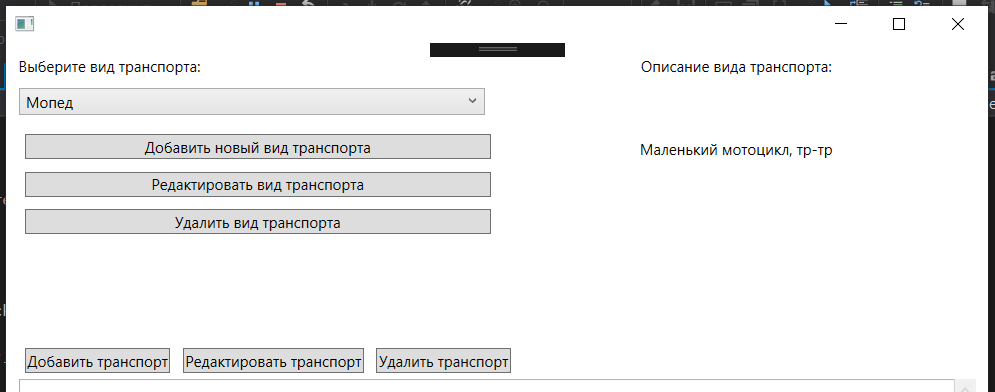 Выберите вид транспорта:
Описание вида транспорта:
Мопед
Добавить новый вид транспорта
Маленький мотоцикл, тр-тр
Редактировать вид транспорта
Удалить вид транспорта
Добавить транспорт
Редактировать транспорт
Удалить транспорт